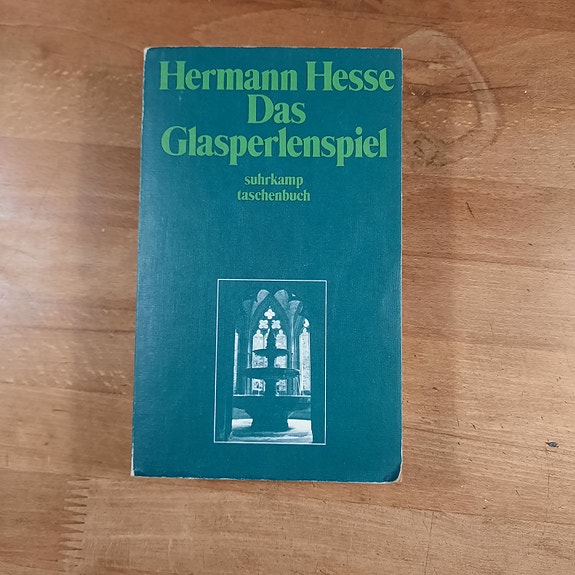 Hermann Hesse
Das
Glasperlenspiel
suhrkamp
taschenbuch